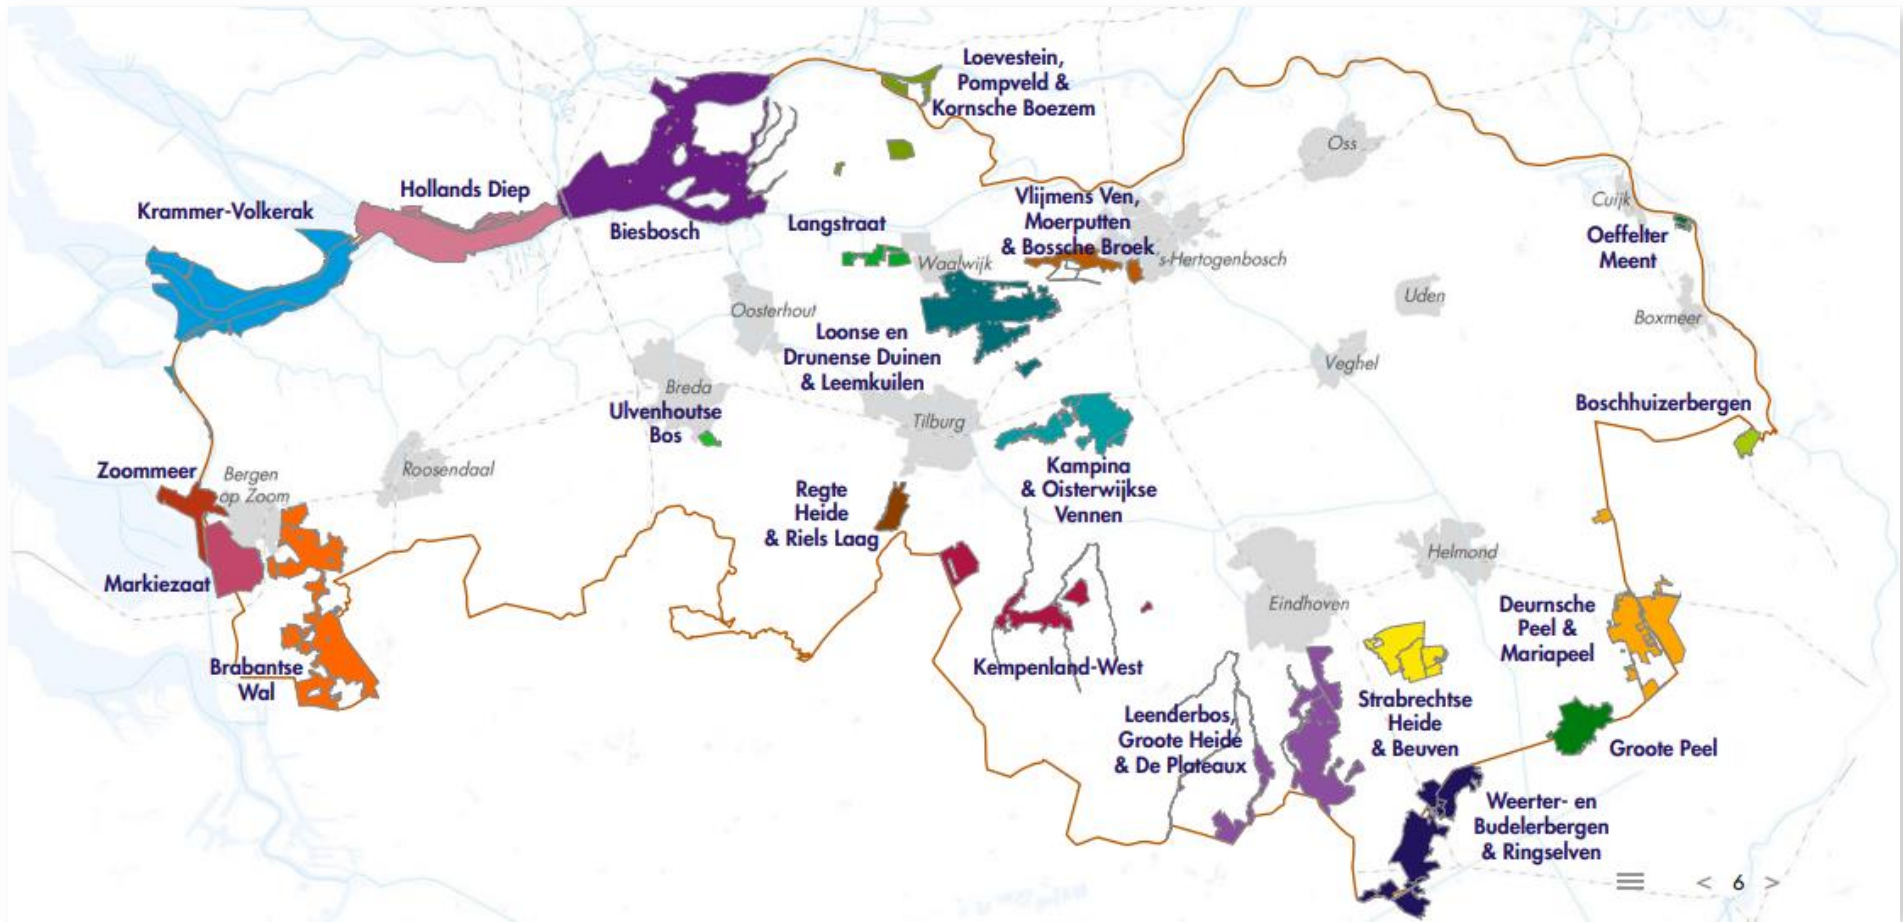 Loevestein,
Pompveld &
Kornsche Boezem
Oss
Hollands Diep
Krammer-Volkerak
Biesbosch
Langstraat
Vlijmens Ven,
Moerputten
& Bossche Broek
Cuijk
Oeffelter
Meent
Waalwijk
's-Hertogenbosch
Uden
Oosterhout
Boxmeer
Loonse en
Drunense Duinen
& Leemkuilen
Veghel
Breda
Ulvenhoutse
Bos
Tilburg
Boschhuizerbergen
Zoommeer
Bergen
op Zoom
Roosendaal
Kampina
& Oisterwijkse
Vennen
Regte
Heide
& Riels Laag
Helmond
Markiezaat
Eindhoven
Deurnsche
Peel &
Mariapeel
Brabantse
Wal
Kempenland-West
Strabrechtse
Heide
& Beuven
Leenderbos,
Groote Heide
& De Plateaux
Groote Peel
Weerter- en
Budelerbergen
& Ringselven
< 6 >